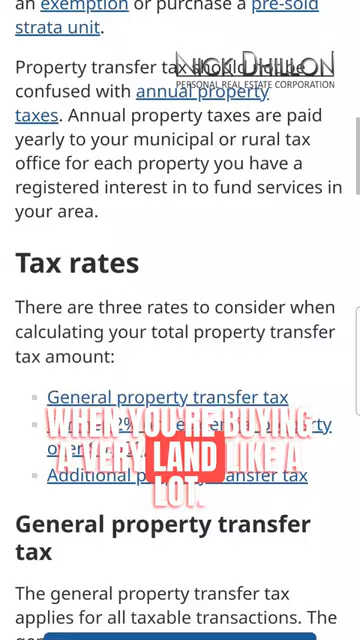 an exemption or purchase a pre-sold
strata unit.
NICK DHILLON
PERSONAL REAL ESTATE CORPORATION
Property transfer tax should not be
confused with annual property
taxes. Annual property taxes are paid
yearly to your municipal or rural tax
office for each property you have a
registered interest in to fund services in
your area.
Tax rates
There are three rates to consider when
calculating your total property transfer
tax amount:
General property transfer tax
WHEN YOU'RE BUYING
A VERY LAND LIKE A
LOT.
Additional property transfer tax
General property transfer
tax
The general property transfer tax
applies for all taxable transactions. The